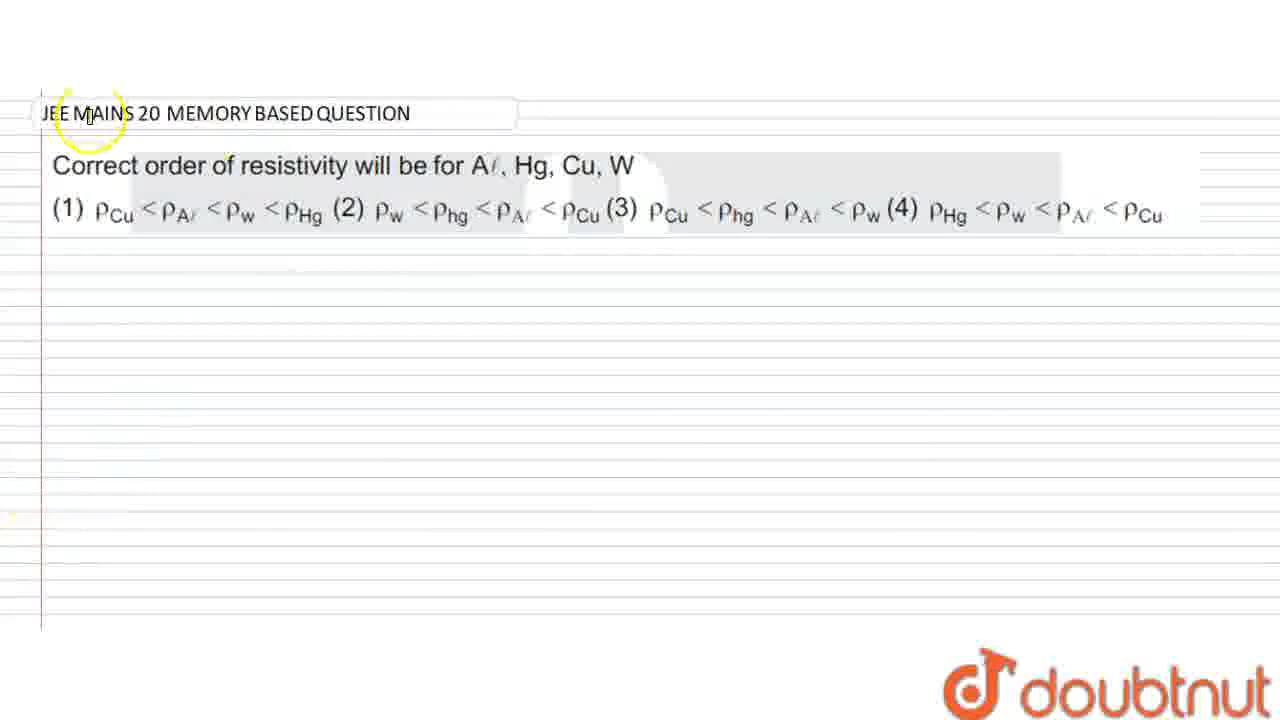 JEE MAINS 20 MEMORY BASED QUESTION
Correct order of resistivity will be for Aℓ, Hg, Cu, W
(1) ρCu < ρAℓ < ρw < ρHg (2) ρw < ρhg < ρAℓ < ρCu (3) ρCu < ρhg < ρAℓ < ρw (4) ρHg < ρw < ρAℓ < ρCu
doubtnut